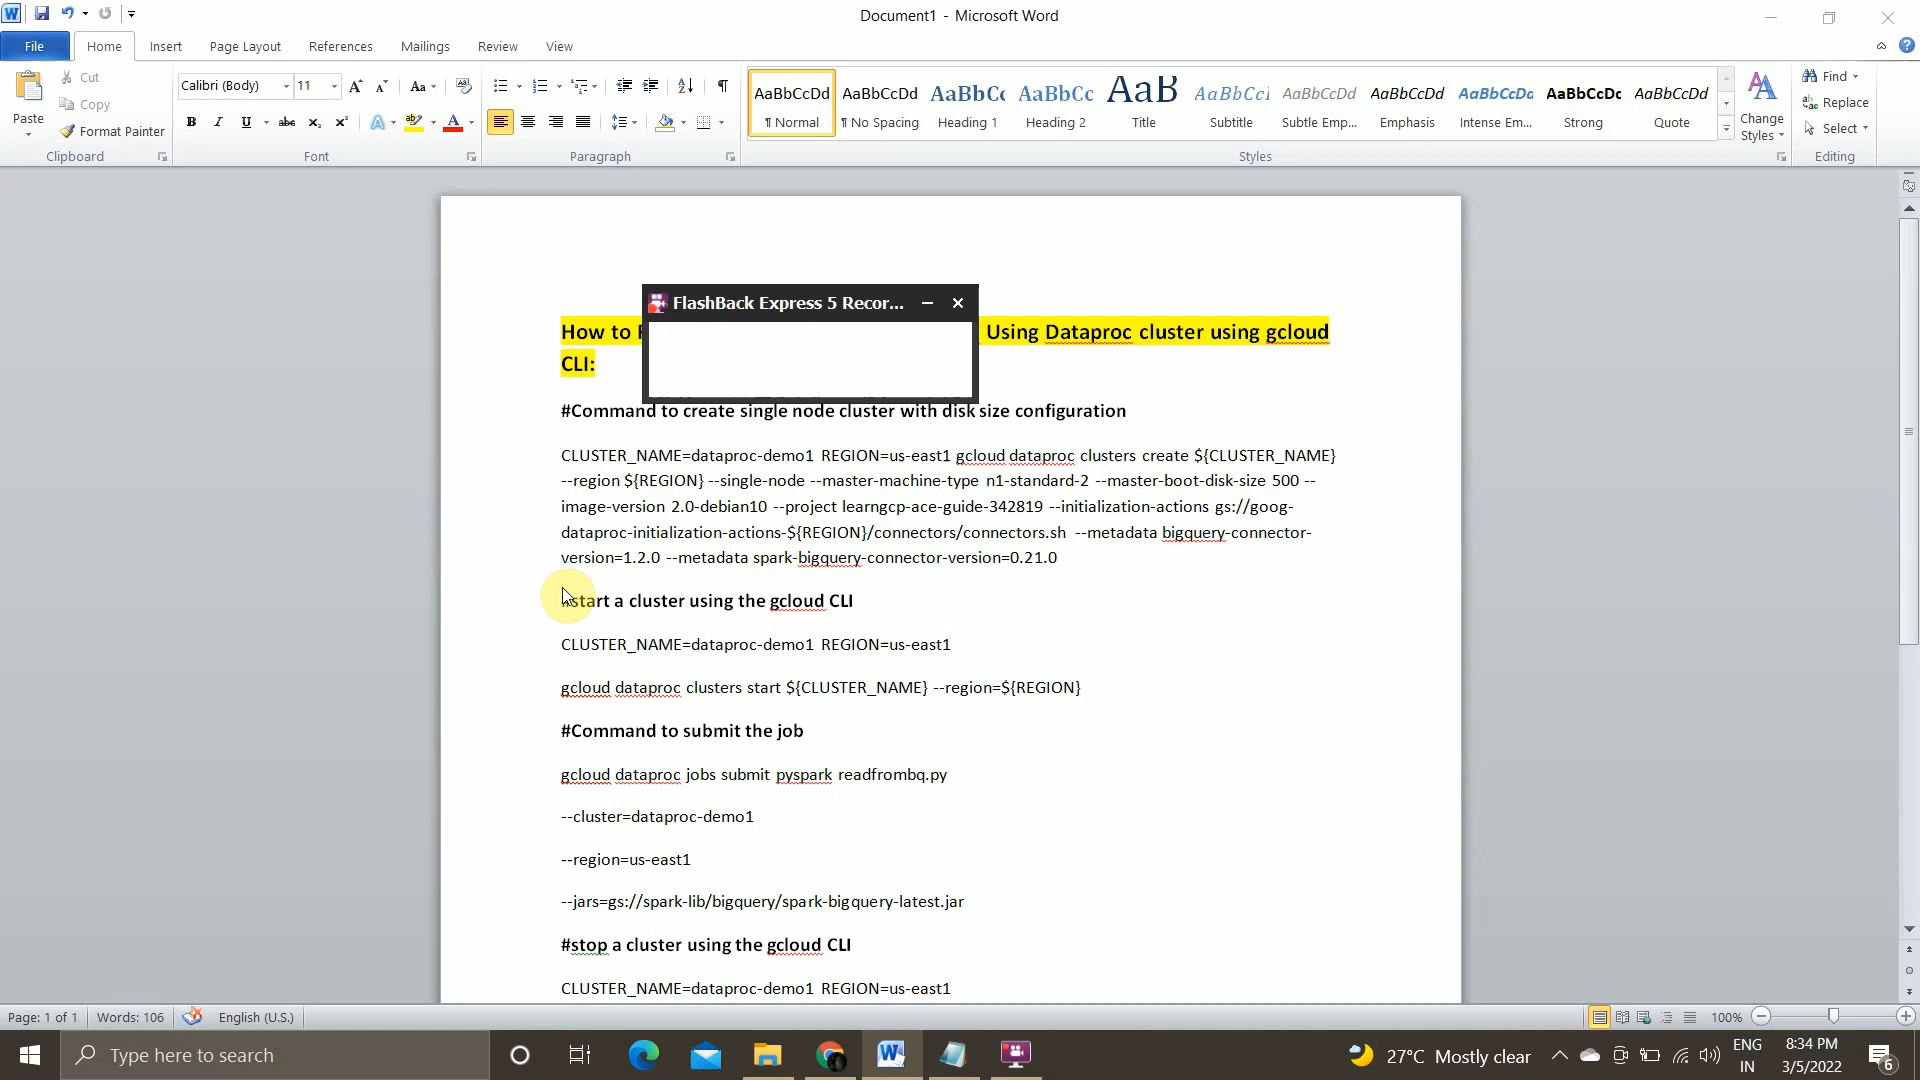 Document1 - Microsoft Word
File Home Insert Page Layout References Mailings Review View
Paste
Cut
Copy
Format Painter
Clipboard
Calibri (Body) 11
Font
Paragraph
AaBbCcDd AaBbCcDd AaBbCc AaBbCc AaB AaBbCcI AaBbCcDd AaBbCcDd AaBbCcDd AaBbCcDc AaBbCcDd
¶ Normal ¶ No Spacing Heading 1 Heading 2 Title Subtitle Subtle Emp... Emphasis Intense Em... Strong Quote
Styles
Change Styles
Find
Replace
Select
Editing
FlashBack Express 5 Recor...
How to Using Dataproc cluster using gcloud
CLI:
#Command to create single node cluster with disk size configuration
CLUSTER_NAME=dataproc-demo1 REGION=us-east1 gcloud dataproc clusters create ${CLUSTER_NAME}
--region ${REGION} --single-node --master-machine-type n1-standard-2 --master-boot-disk-size 500 --
image-version 2.0-debian10 --project learngcp-ace-guide-342819 --initialization-actions gs://goog-
dataproc-initialization-actions-${REGION}/connectors/connectors.sh --metadata bigquery-connector-
version=1.2.0 --metadata spark-bigquery-connector-version=0.21.0
#start a cluster using the gcloud CLI
CLUSTER_NAME=dataproc-demo1 REGION=us-east1
gcloud dataproc clusters start ${CLUSTER_NAME} --region=${REGION}
#Command to submit the job
gcloud dataproc jobs submit pyspark readfrombq.py
--cluster=dataproc-demo1
--region=us-east1
--jars=gs://spark-lib/bigquery/spark-bigquery-latest.jar
#stop a cluster using the gcloud CLI
CLUSTER_NAME=dataproc-demo1 REGION=us-east1
Page: 1 of 1 Words: 106 English (U.S.) 100%
Type here to search
27°C Mostly clear
ENG
IN
8:34 PM
3/5/2022
6